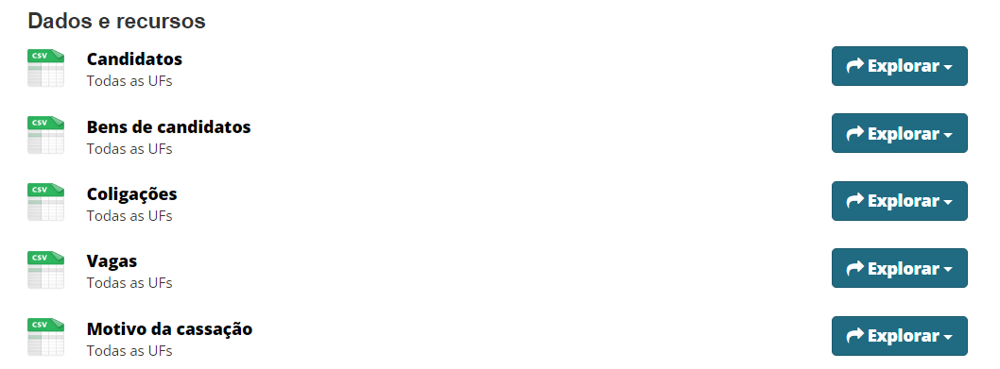 Dados e recursos
CSV
Candidatos
Todas as UFs
Explorar
CSV
Bens de candidatos
Todas as UFs
Explorar
CSV
Coligações
Todas as UFs
Explorar
CSV
Vagas
Todas as UFs
Explorar
CSV
Motivo da cassação
Todas as UFs
Explorar